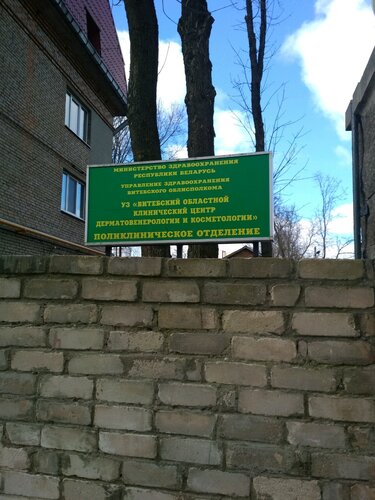 МИНИСТЕРСТВО ЗДРАВООХРАНЕНИЯ
РЕСПУБЛИКИ БЕЛАРУСЬ
УПРАВЛЕНИЕ ЗДРАВООХРАНЕНИЯ
ВИТЕБСКОГО ОБЛИСПОЛКОМА
УЗ «ВИТЕБСКИЙ ОБЛАСТНОЙ
КЛИНИЧЕСКИЙ ЦЕНТР
ДЕРМАТОВЕНЕРОЛОГИИ И КОСМЕТОЛОГИИ»
ПОЛИКЛИНИЧЕСКОЕ ОТДЕЛЕНИЕ